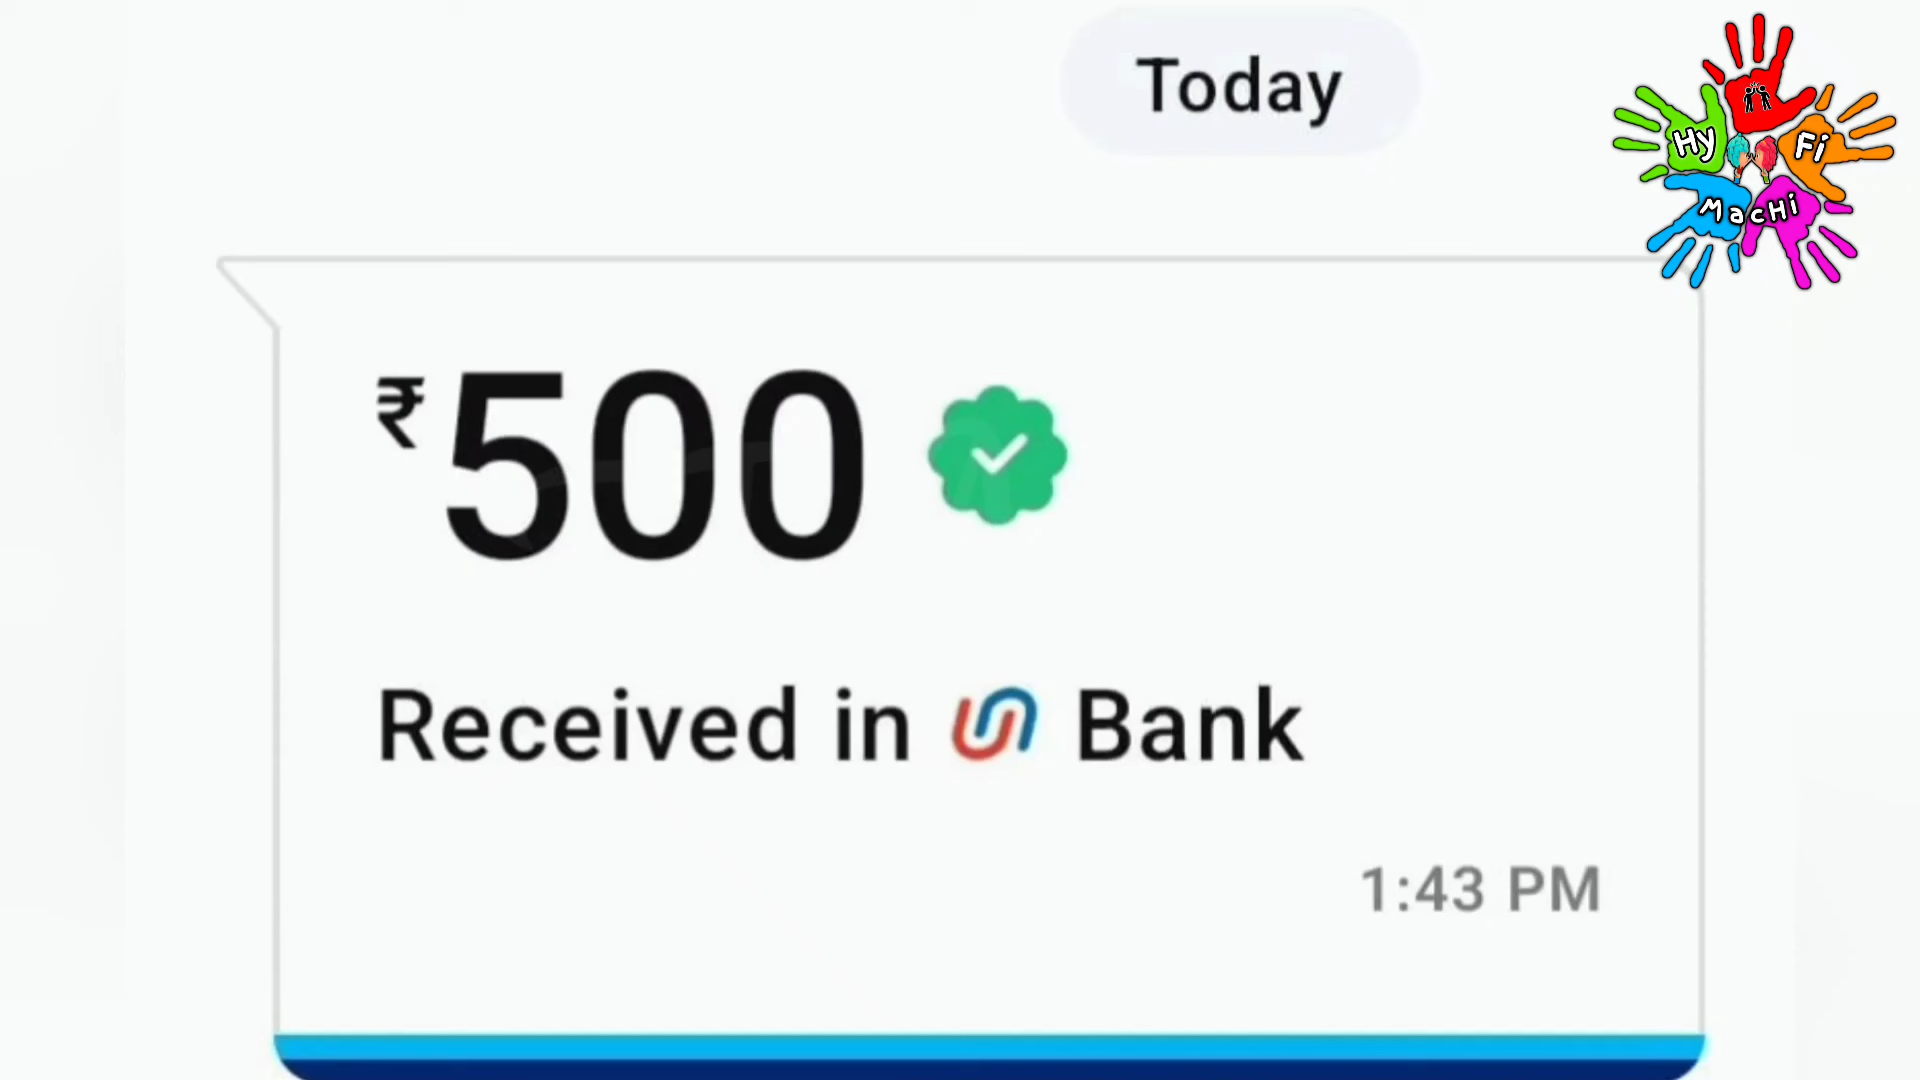 Today
Hy Fi
MacHi
₹500
Received in Bank
1:43 PM